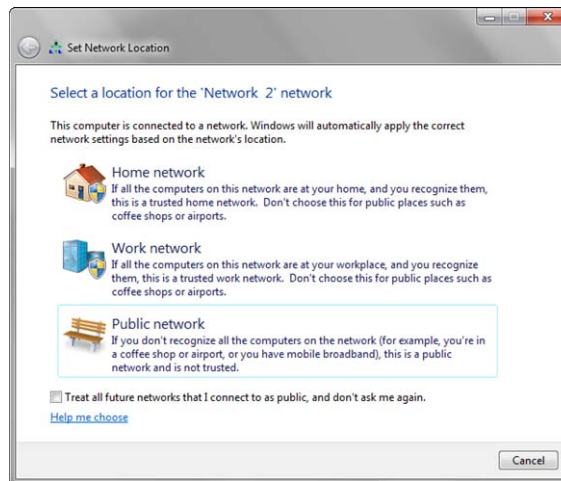 Set Network Location
Select a location for the 'Network 2' network
This computer is connected to a network. Windows will automatically apply the correct
network settings based on the network's location.
Home network
If all the computers on this network are at your home, and you recognize them,
this is a trusted home network. Don't choose this for public places such as
coffee shops or airports.
Work network
If all the computers on this network are at your workplace, and you recognize
them, this is a trusted work network. Don't choose this for public places such as
coffee shops or airports.
Public network
If you don't recognize all the computers on the network (for example, you're in
a coffee shop or airport, or you have mobile broadband), this is a public
network and is not trusted.
Treat all future networks that I connect to as public, and don't ask me again.
Help me choose
Cancel